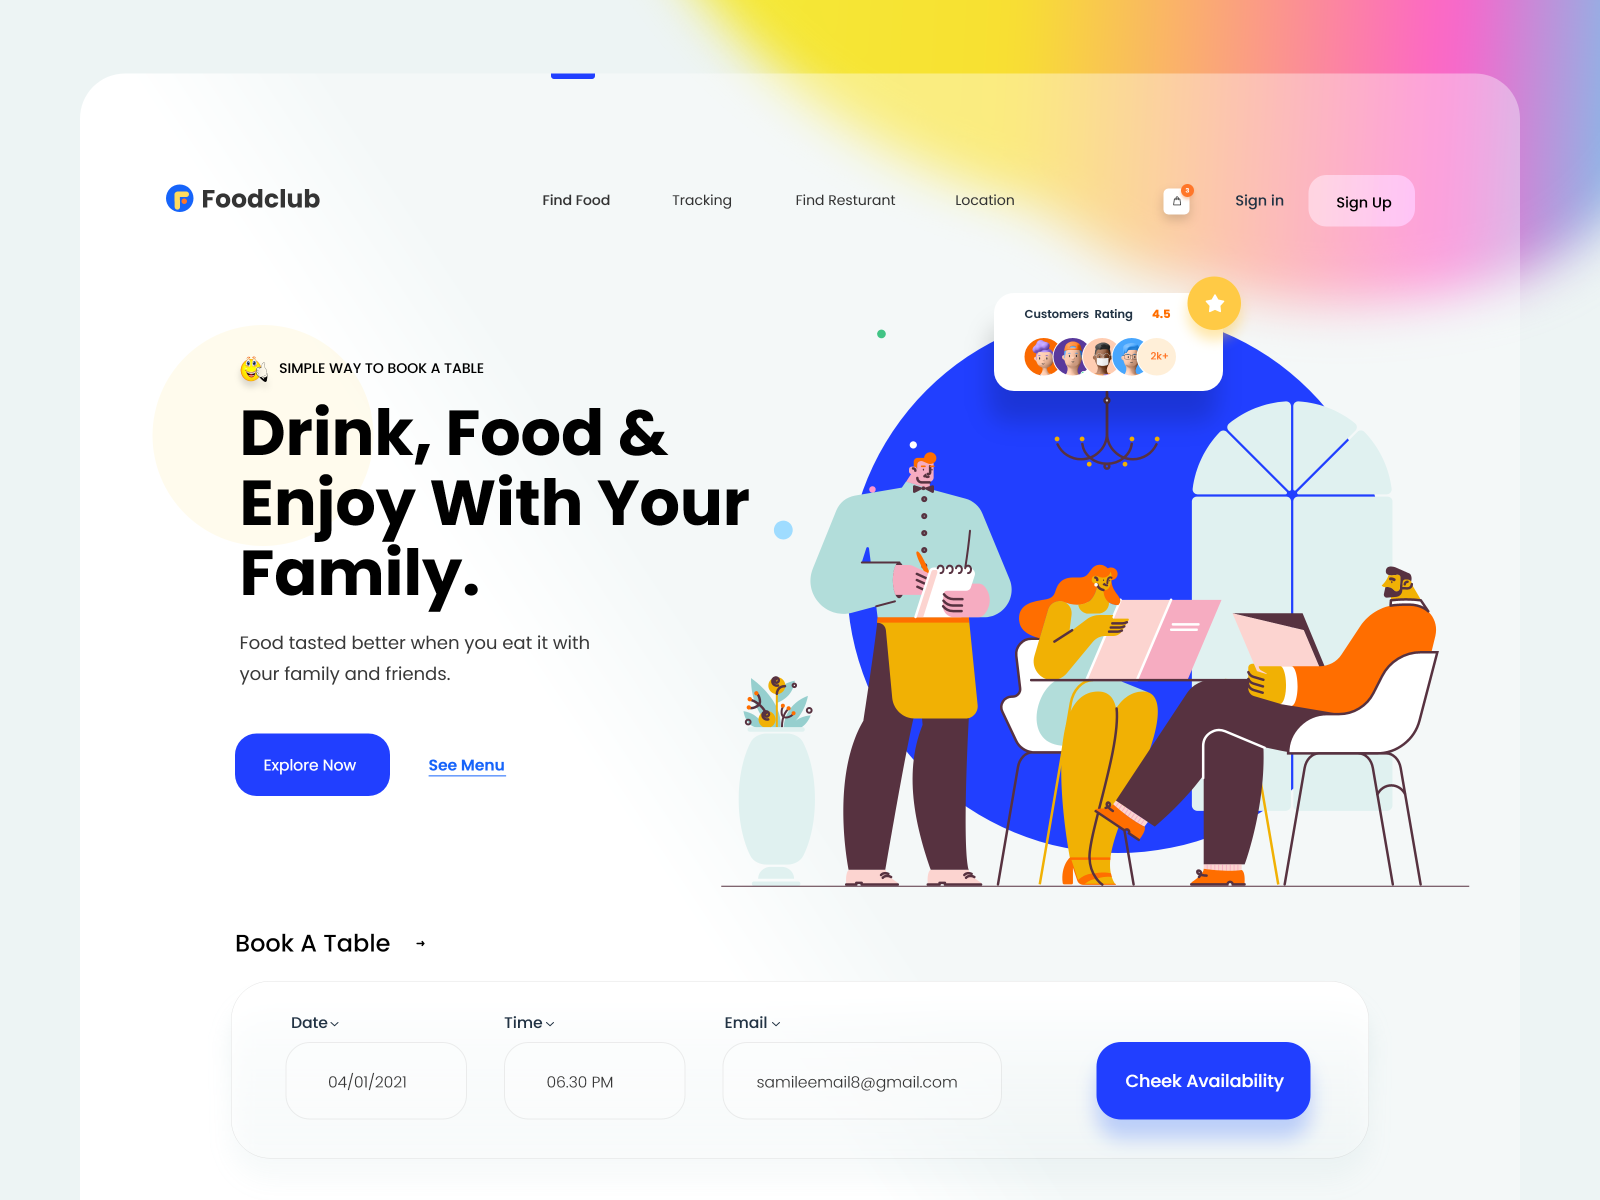 Foodclub
Find Food
Tracking
Find Resturant
Location
3
Sign in
Sign Up
Customers Rating 4.5
2k+
SIMPLE WAY TO BOOK A TABLE
Drink, Food &
Enjoy With Your
Family.
Food tasted better when you eat it with
your family and friends.
Explore Now
See Menu
Book A Table
Date
Time
Email
04/01/2021
06.30 PM
samileemail8@gmail.com
Cheek Availability